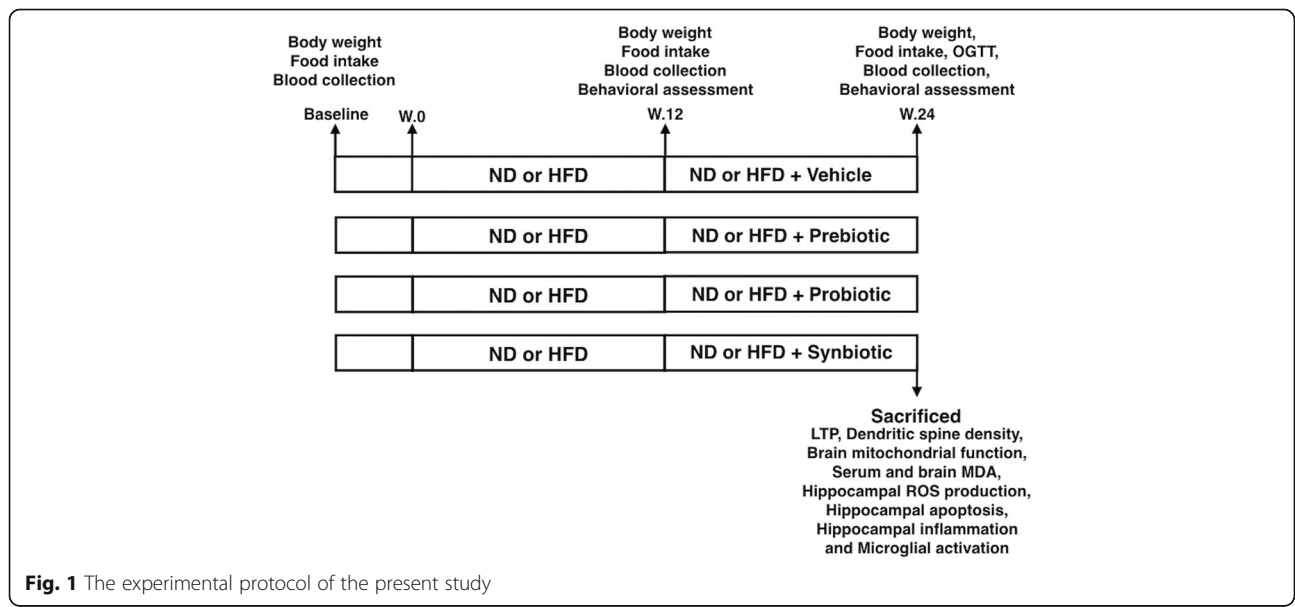 Body weight
Food intake
Blood collection
Baseline
W.0
Body weight
Food intake
Blood collection
Behavioral assessment
W.12
Body weight,
Food intake, OGTT,
Blood collection,
Behavioral assessment
W.24
ND or HFD
ND or HFD + Vehicle
ND or HFD
ND or HFD + Prebiotic
ND or HFD
ND or HFD + Probiotic
ND or HFD
ND or HFD + Synbiotic
Sacrificed
LTP, Dendritic spine density,
Brain mitochondrial function,
Serum and brain MDA,
Hippocampal ROS production,
Hippocampal apoptosis,
Hippocampal inflammation
and Microglial activation
Fig. 1 The experimental protocol of the present study